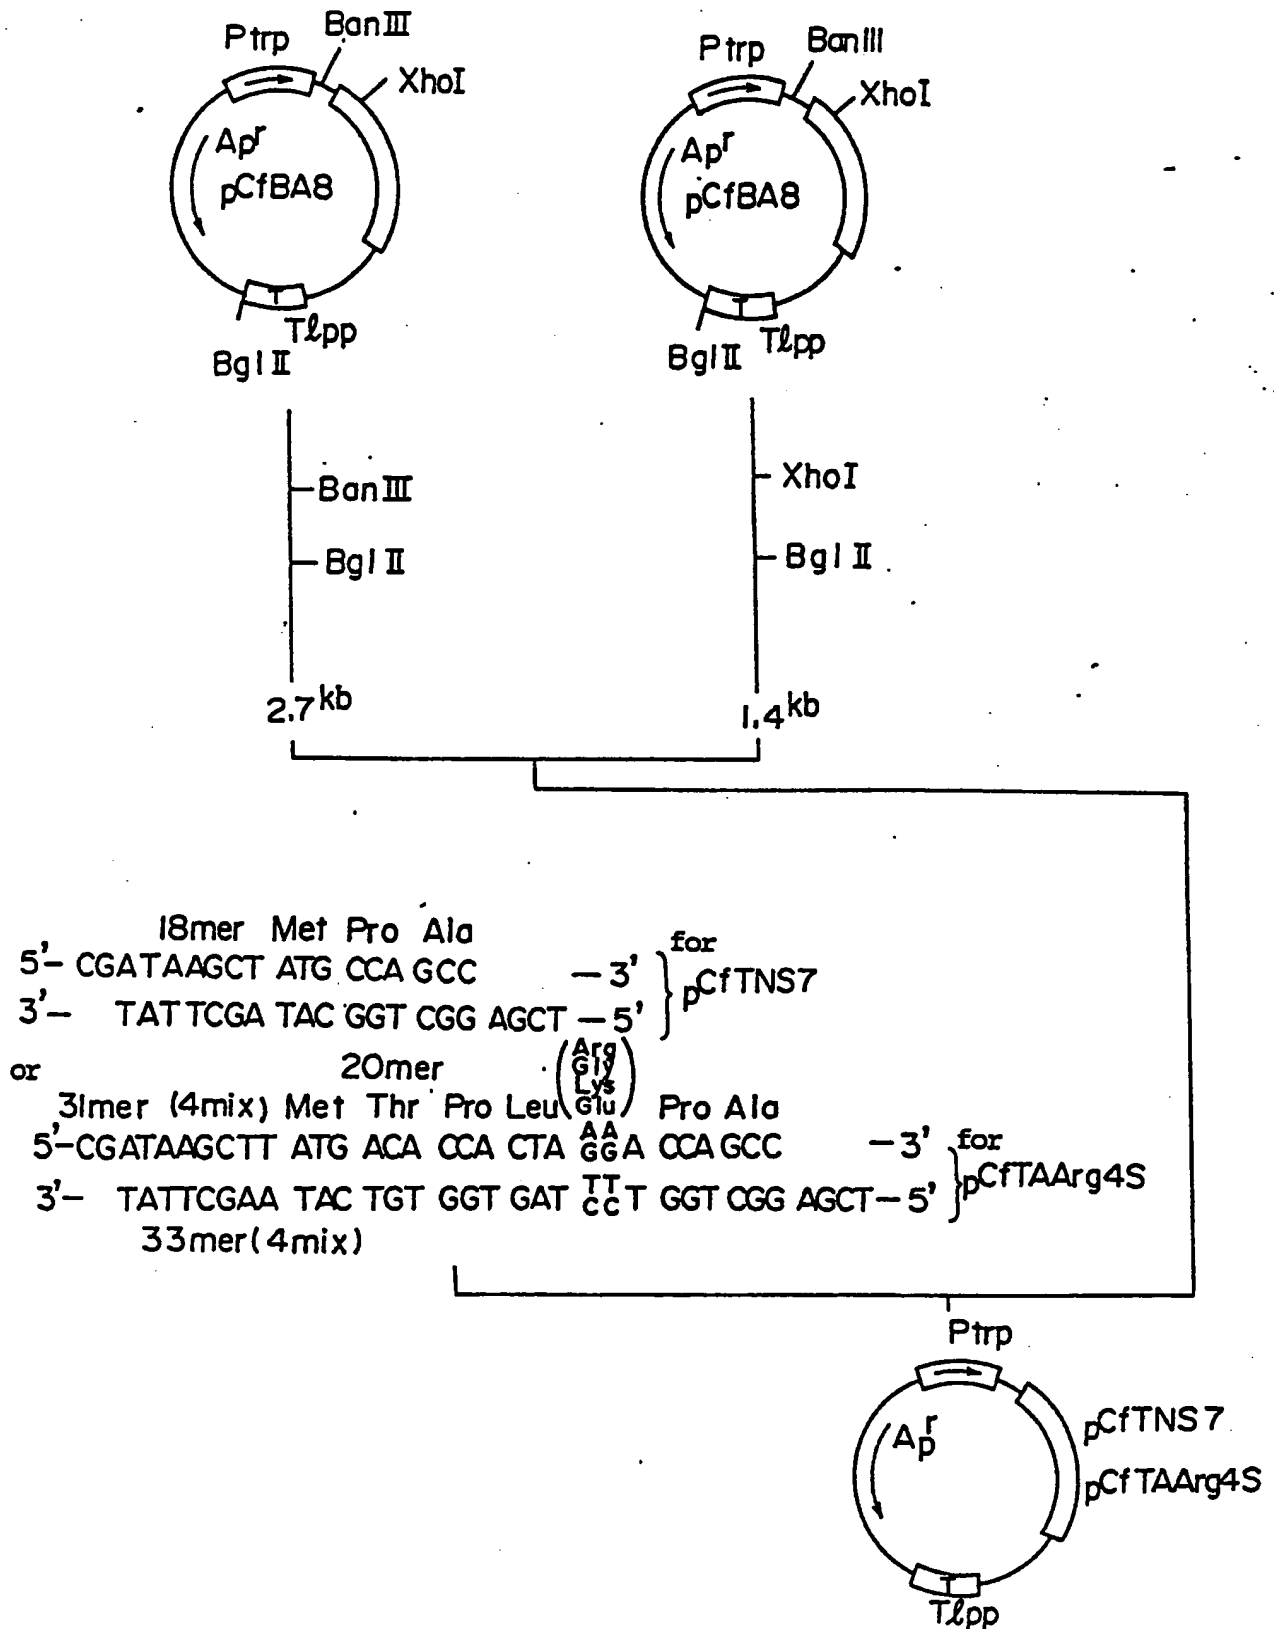 Ptrp
BanIII
XhoI
Apr
pCfBA8
Tlpp
BglII
Ptrp
BanIII
XhoI
Apr
pCfBA8
Tlpp
BglII
BanIII
BglII
2.7kb
XhoI
BglII
1.4kb
18mer Met Pro Ala
5'- CGATAAGCT ATG CCA GCC -3'
3'- TATTCGA TAC GGT CGG AGCT -5'
for
pCfTNS7
or
20mer
Arg
Gly
Lys
31mer (4mix) Met Thr Pro Leu (Glu) Pro Ala
AA
5'-CGATAAGCTT ATG ACA CCA CTA GGA CCA GCC -3'
TT
3'- TATTCGAA TAC TGT GGT GAT CCT GGT CGG AGCT-5'
for
pCfTAArg4S
33mer(4mix)
Ptrp
Apr
pCfTNS7
pCfTAArg4S
Tlpp